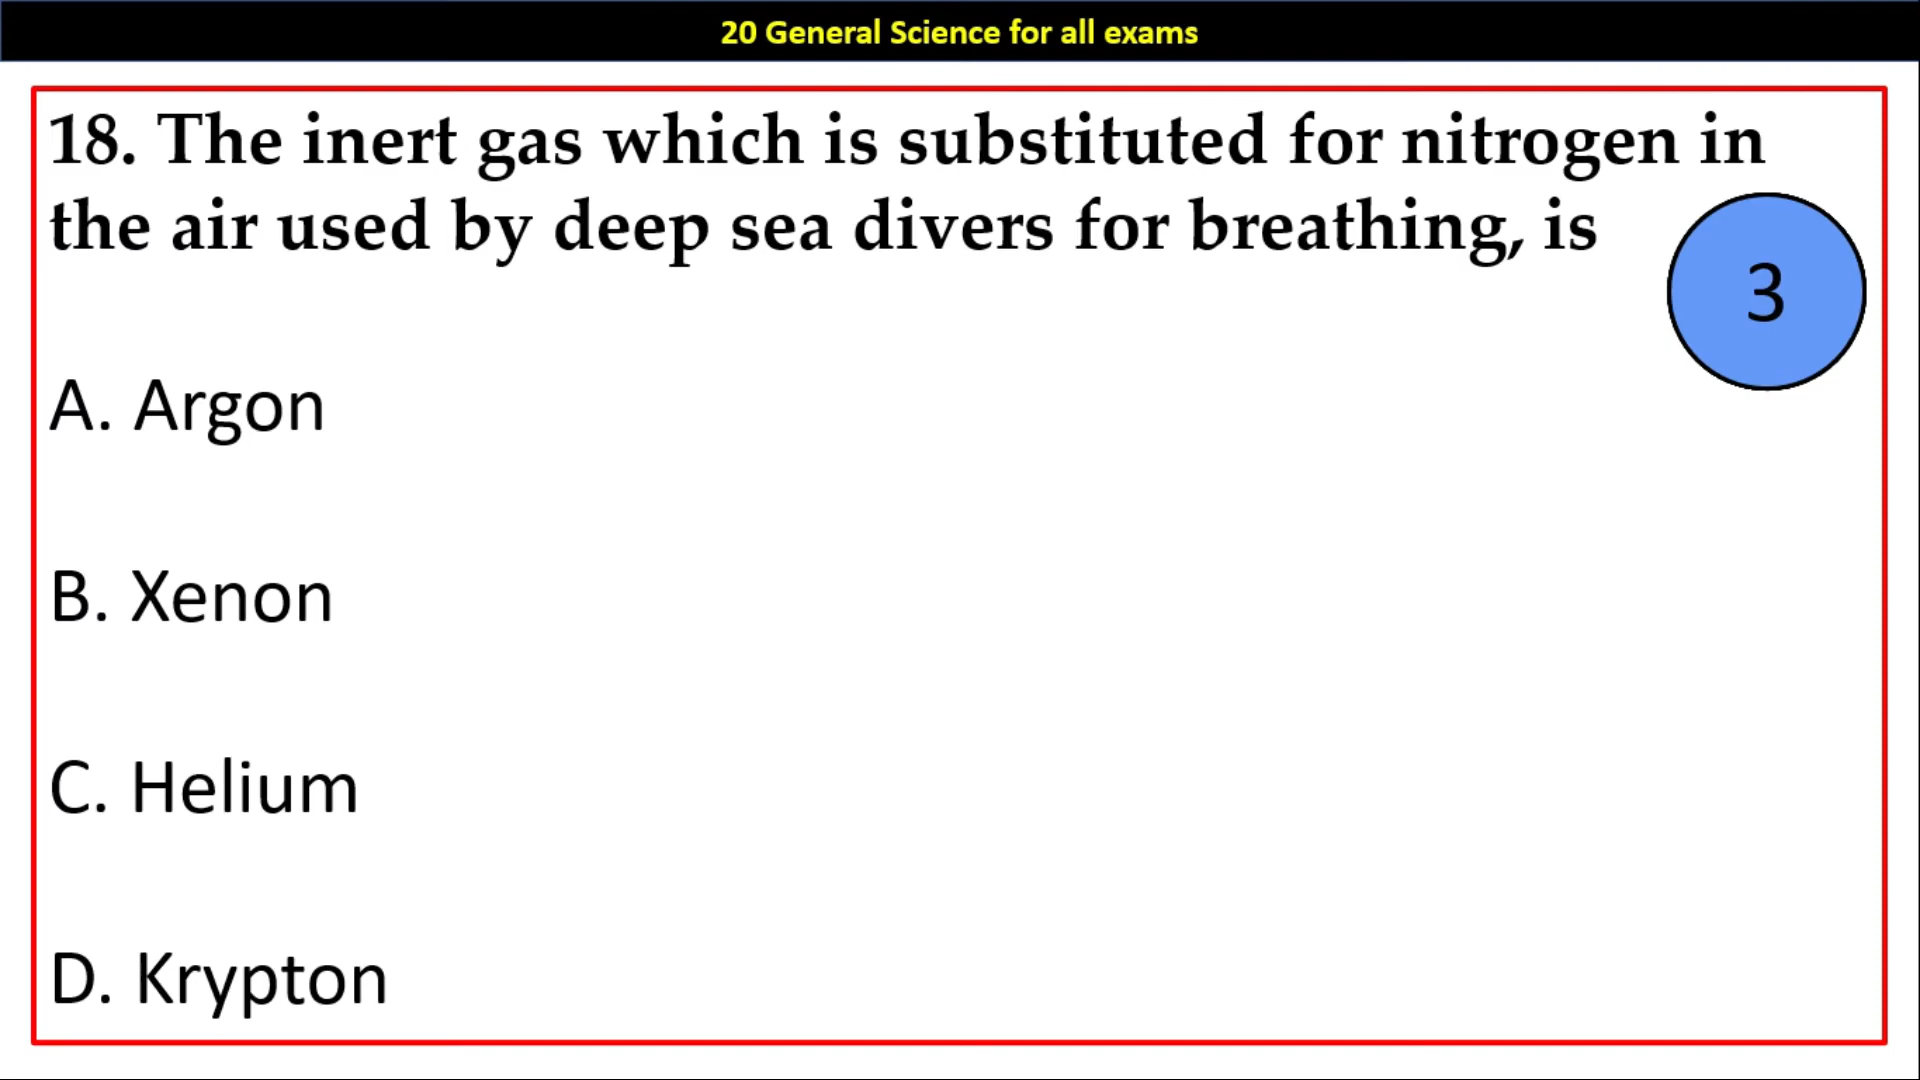 20 General Science for all exams
18. The inert gas which is substituted for nitrogen in
the air used by deep sea divers for breathing, is
3
A. Argon
B. Xenon
C. Helium
D. Krypton